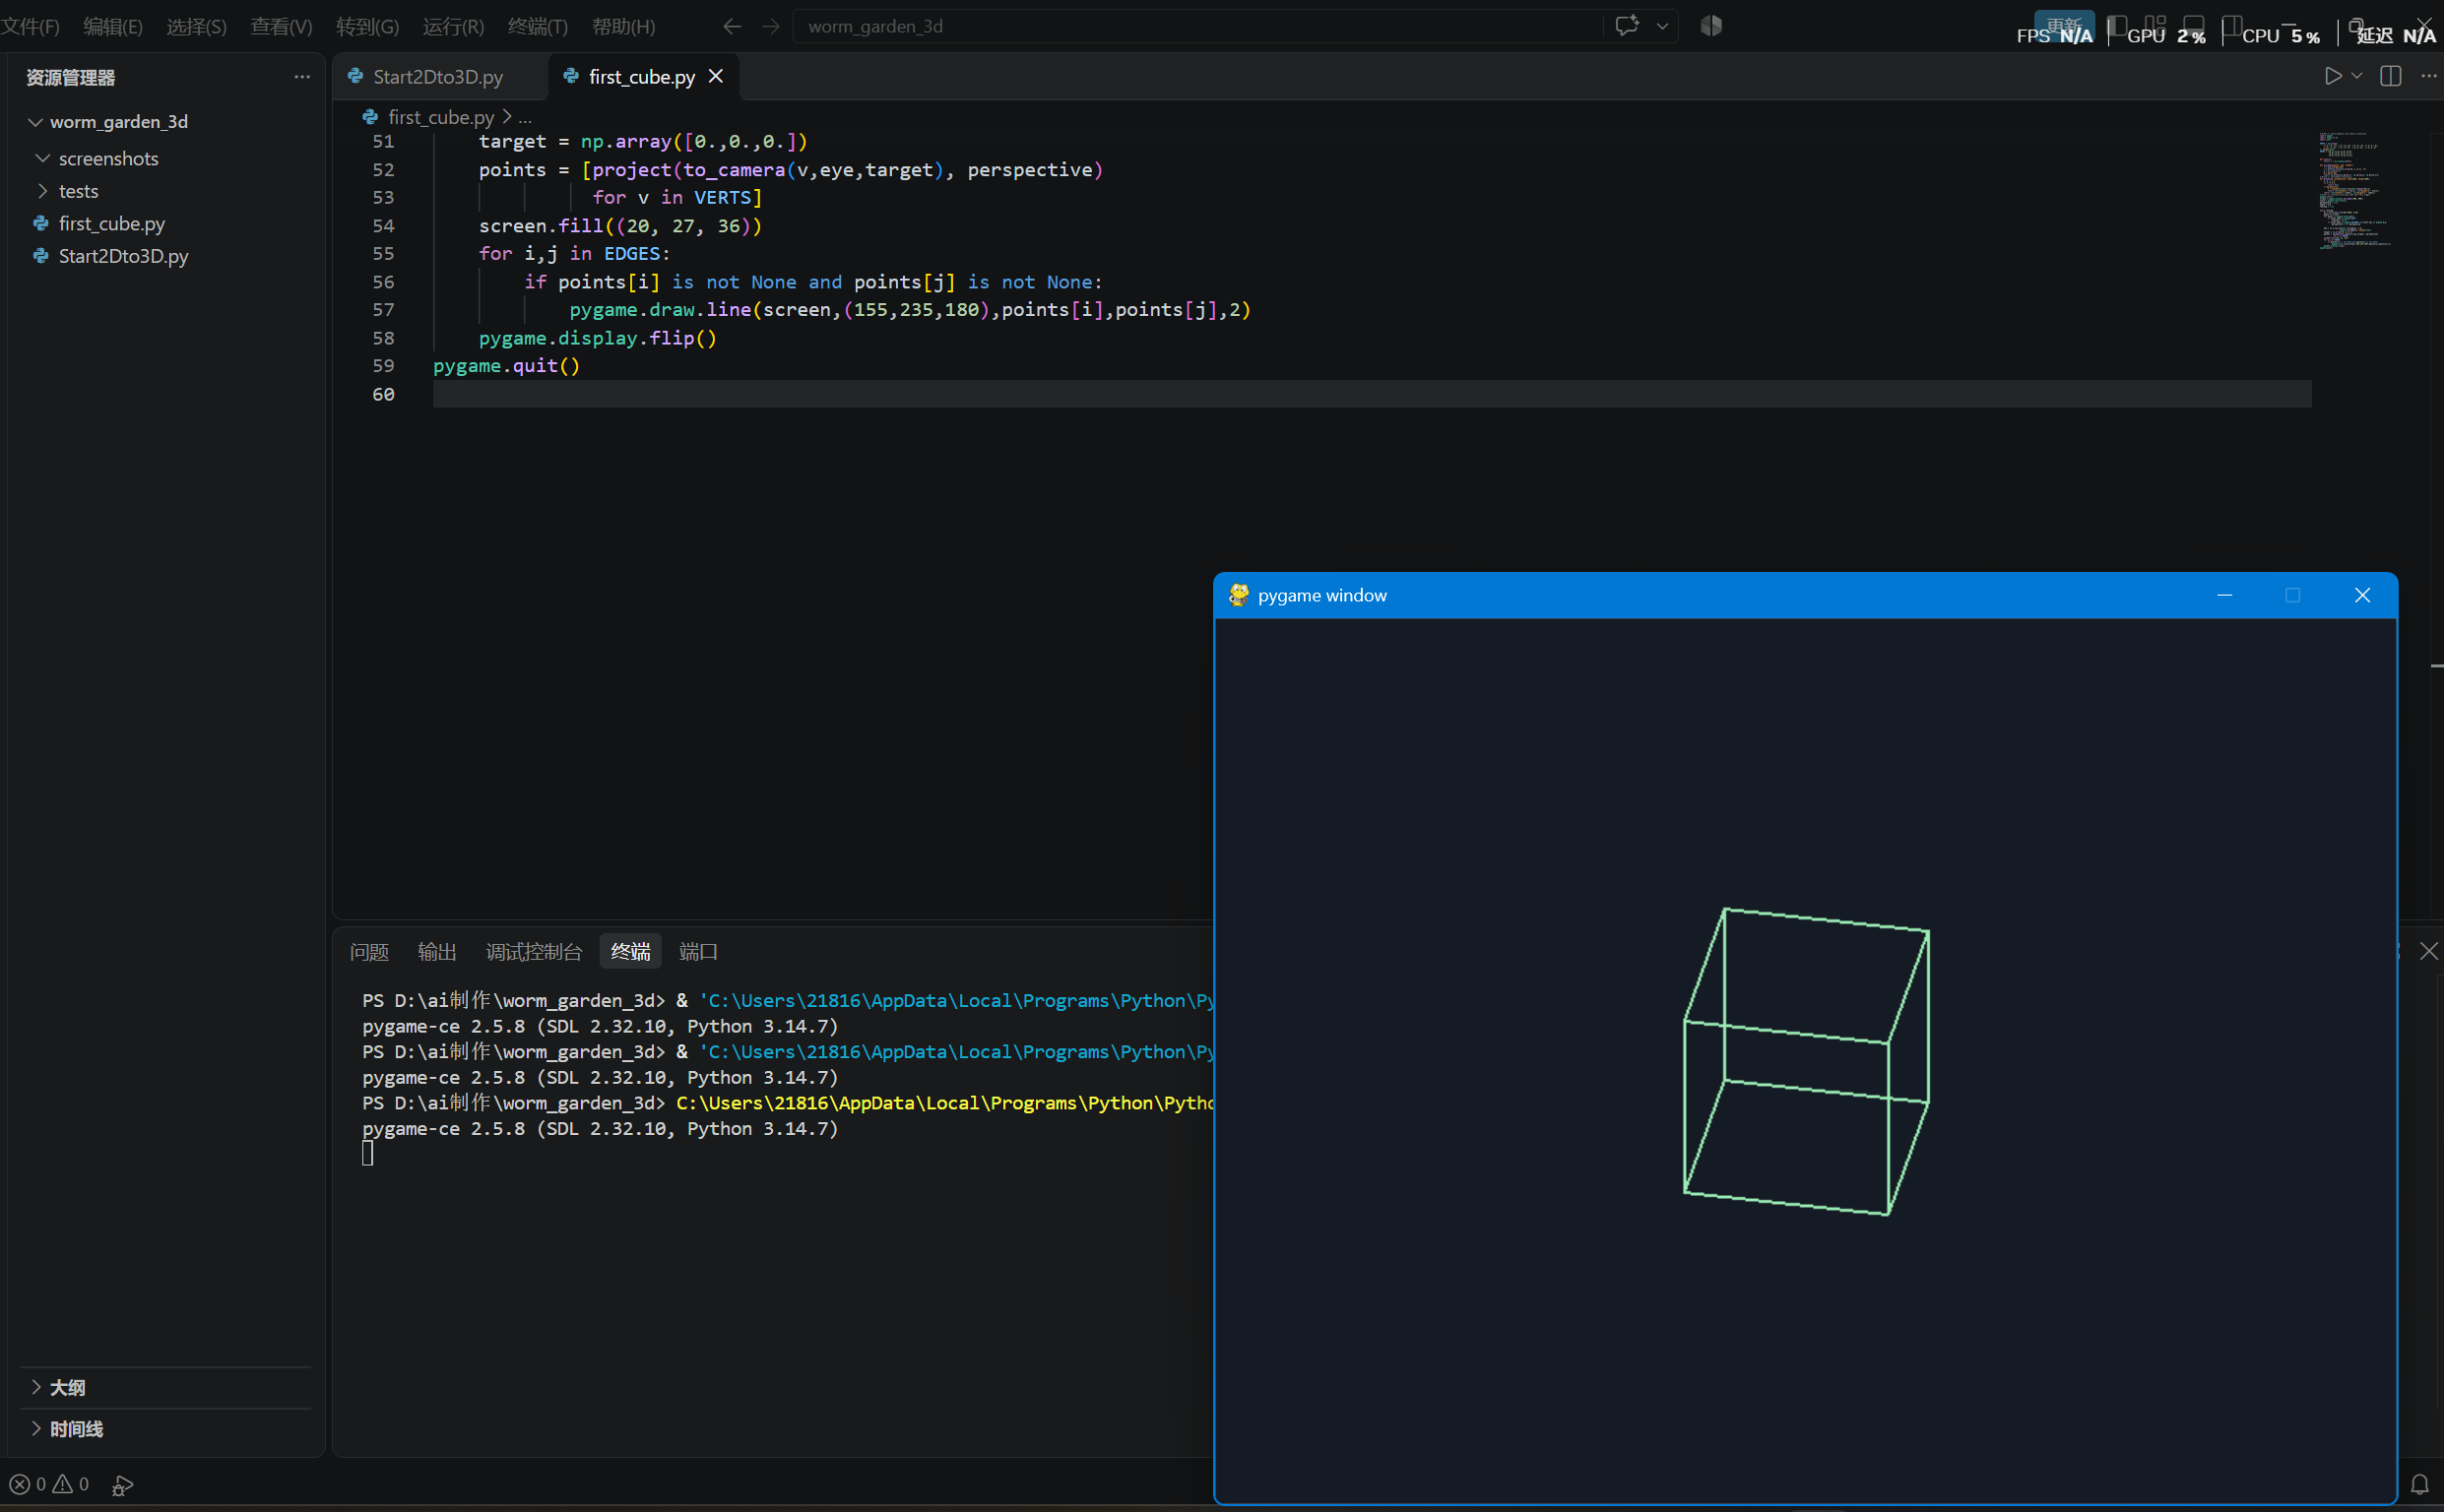 文件(F) 编辑(E) 选择(S) 查看(V) 转到(G) 运行(R) 终端(T) 帮助(H) worm_garden_3d 更新
FPS N/A GPU 2% CPU 5% 延迟 N/A
资源管理器
worm_garden_3d
screenshots
tests
first_cube.py
Start2Dto3D.py
Start2Dto3D.py first_cube.py
first_cube.py > ...
51 target = np.array([0.,0.,0.])
52 points = [project(to_camera(v,eye,target), perspective)
53 for v in VERTS]
54 screen.fill((20, 27, 36))
55 for i,j in EDGES:
56 if points[i] is not None and points[j] is not None:
57 pygame.draw.line(screen,(155,235,180),points[i],points[j],2)
58 pygame.display.flip()
59 pygame.quit()
60
pygame window
问题 输出 调试控制台 终端 端口
PS D:\ai制作\worm_garden_3d> & 'C:\Users\21816\AppData\Local\Programs\Python\Py
pygame-ce 2.5.8 (SDL 2.32.10, Python 3.14.7)
PS D:\ai制作\worm_garden_3d> & 'C:\Users\21816\AppData\Local\Programs\Python\Py
pygame-ce 2.5.8 (SDL 2.32.10, Python 3.14.7)
PS D:\ai制作\worm_garden_3d> C:\Users\21816\AppData\Local\Programs\Python\Pytho
pygame-ce 2.5.8 (SDL 2.32.10, Python 3.14.7)
大纲
时间线
0 0